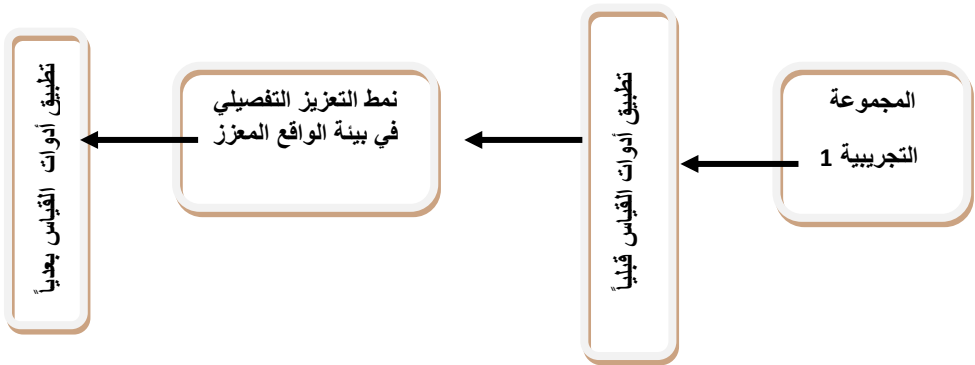 المجموعة
التجريبية 1
تطبيق أدوات القياس قبلياً
نمط التعزيز التفصيلي
في بيئة الواقع المعزز
تطبيق أدوات القياس بعدياً